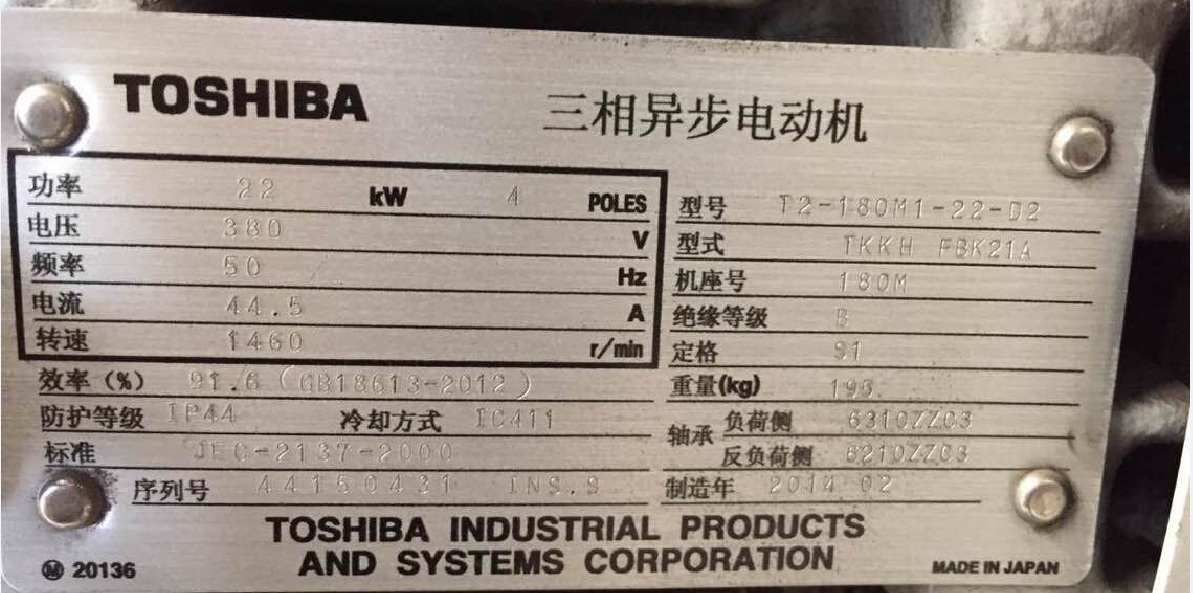 TOSHIBA 三相异步电动机
功率 22 kW 4 POLES
电压 380 V
频率 50 Hz
电流 44.5 A
转速 1460 r/min
效率(%) 91.6 (GB18613-2012)
防护等级 IP44 冷却方式 IC411
标准 JEC-2137-2000
序列号 44150431 INS.9
型号 T2-180M1-22-D2
型式 TKKH FBK21A
机座号 180M
绝缘等级 B
定格 S1
重量(kg)
轴承 负荷侧 6310ZZC3
反负荷侧 6210ZZC3
制造年 2014.02
TOSHIBA INDUSTRIAL PRODUCTS
AND SYSTEMS CORPORATION
Ⓜ 20136
MADE IN JAPAN